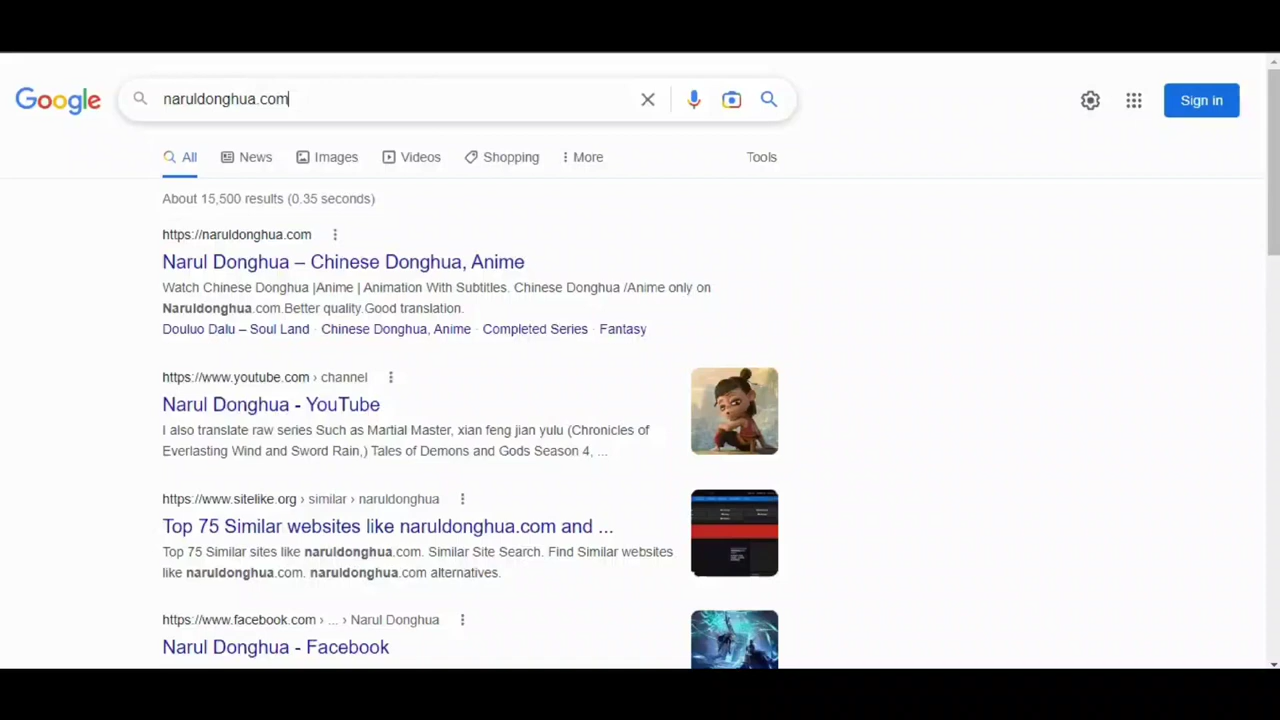 Google
naruldonghua.com
Sign in
All News Images Videos Shopping More Tools
About 15,500 results (0.35 seconds)
https://naruldonghua.com
Narul Donghua – Chinese Donghua, Anime
Watch Chinese Donghua |Anime | Animation With Subtitles. Chinese Donghua /Anime only on
Naruldonghua.com.Better quality.Good translation.
Douluo Dalu – Soul Land · Chinese Donghua, Anime · Completed Series · Fantasy
https://www.youtube.com › channel
Narul Donghua - YouTube
I also translate raw series Such as Martial Master, xian feng jian yulu (Chronicles of
Everlasting Wind and Sword Rain,) Tales of Demons and Gods Season 4, ...
https://www.sitelike.org › similar › naruldonghua
Top 75 Similar websites like naruldonghua.com and ...
Top 75 Similar sites like naruldonghua.com. Similar Site Search. Find Similar websites
like naruldonghua.com. naruldonghua.com alternatives.
https://www.facebook.com › ... › Narul Donghua
Narul Donghua - Facebook